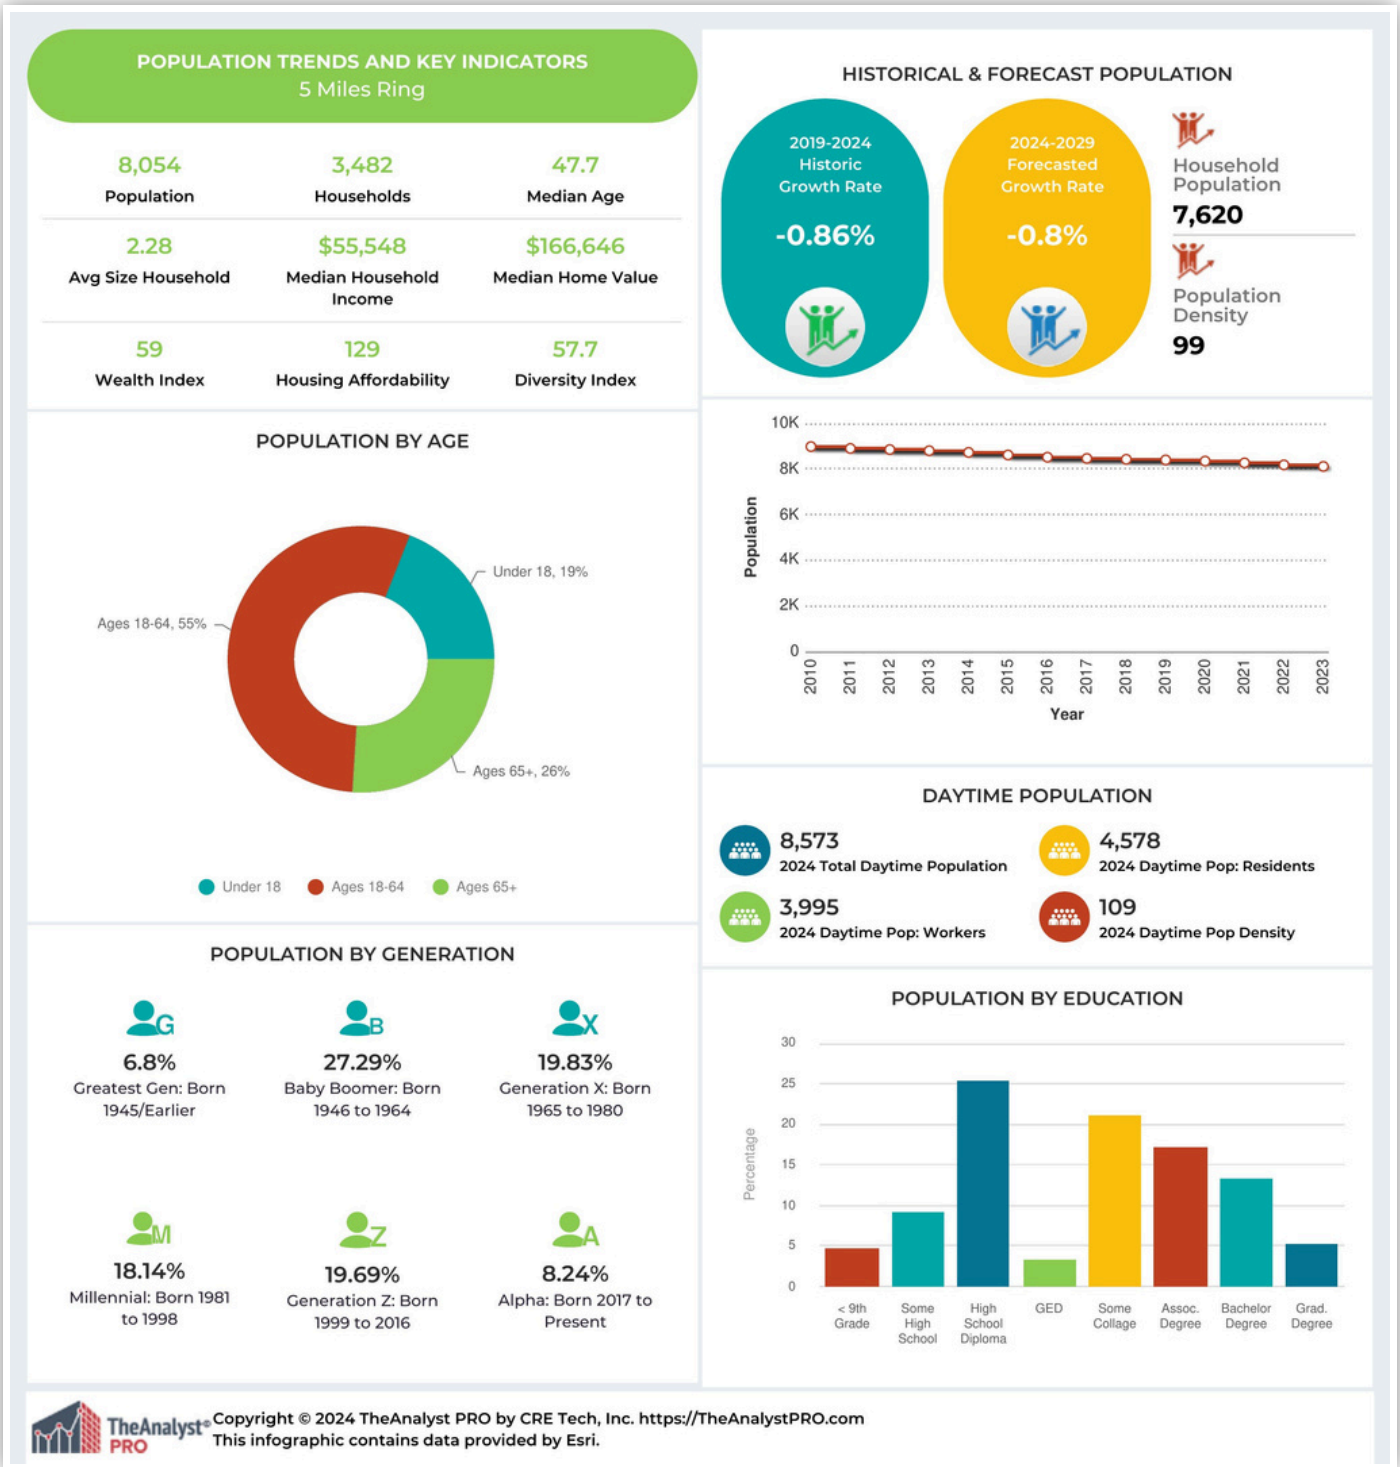 POPULATION TRENDS AND KEY INDICATORS
5 Miles Ring
8,054
Population
3,482
Households
47.7
Median Age
2.28
Avg Size Household
$55,548
Median Household
Income
$166,646
Median Home Value
59
Wealth Index
129
Housing Affordability
57.7
Diversity Index
HISTORICAL & FORECAST POPULATION
2019-2024
Historic
Growth Rate
-0.86%
2024-2029
Forecasted
Growth Rate
-0.8%
Household
Population
7,620
Population
Density
99
POPULATION BY AGE
Under 18, 19%
Ages 18-64, 55%
Ages 65+, 26%
Under 18
Ages 18-64
Ages 65+
10K
8K
6K
4K
2K
0
Population
2010
2011
2012
2013
2014
2015
2016
2017
2018
2019
2020
2021
2022
2023
Year
DAYTIME POPULATION
8,573
2024 Total Daytime Population
4,578
2024 Daytime Pop: Residents
3,995
2024 Daytime Pop: Workers
109
2024 Daytime Pop Density
POPULATION BY GENERATION
G
6.8%
Greatest Gen: Born
1945/Earlier
B
27.29%
Baby Boomer: Born
1946 to 1964
X
19.83%
Generation X: Born
1965 to 1980
M
18.14%
Millennial: Born 1981
to 1998
Z
19.69%
Generation Z: Born
1999 to 2016
A
8.24%
Alpha: Born 2017 to
Present
POPULATION BY EDUCATION
30
25
20
15
10
5
0
Percentage
< 9th
Grade
Some
High
School
High
School
Diploma
GED
Some
Collage
Assoc.
Degree
Bachelor
Degree
Grad.
Degree
TheAnalyst®
PRO
Copyright © 2024 TheAnalyst PRO by CRE Tech, Inc. https://TheAnalystPRO.com
This infographic contains data provided by Esri.